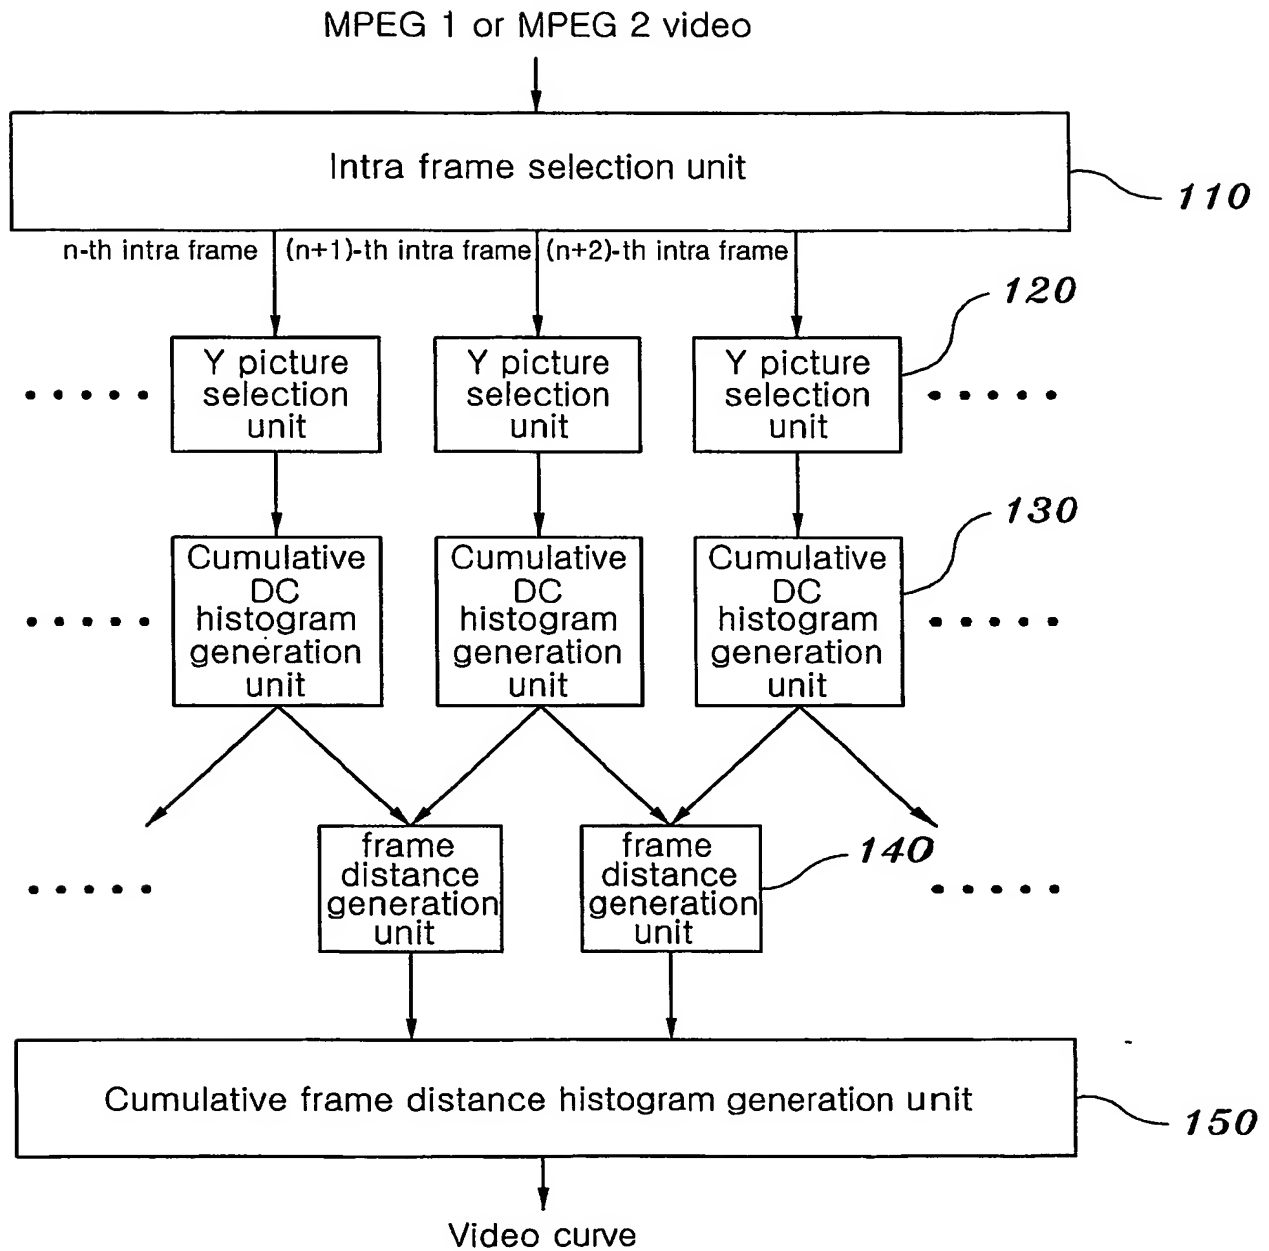 MPEG 1 or MPEG 2 video
Intra frame selection unit
110
n-th intra frame
(n+1)-th intra frame
(n+2)-th intra frame
120
Y picture
selection
unit
Y picture
selection
unit
Y picture
selection
unit
130
Cumulative
DC
histogram
generation
unit
Cumulative
DC
histogram
generation
unit
Cumulative
DC
histogram
generation
unit
frame
distance
generation
unit
frame
distance
generation
unit
140
Cumulative frame distance histogram generation unit
150
Video curve